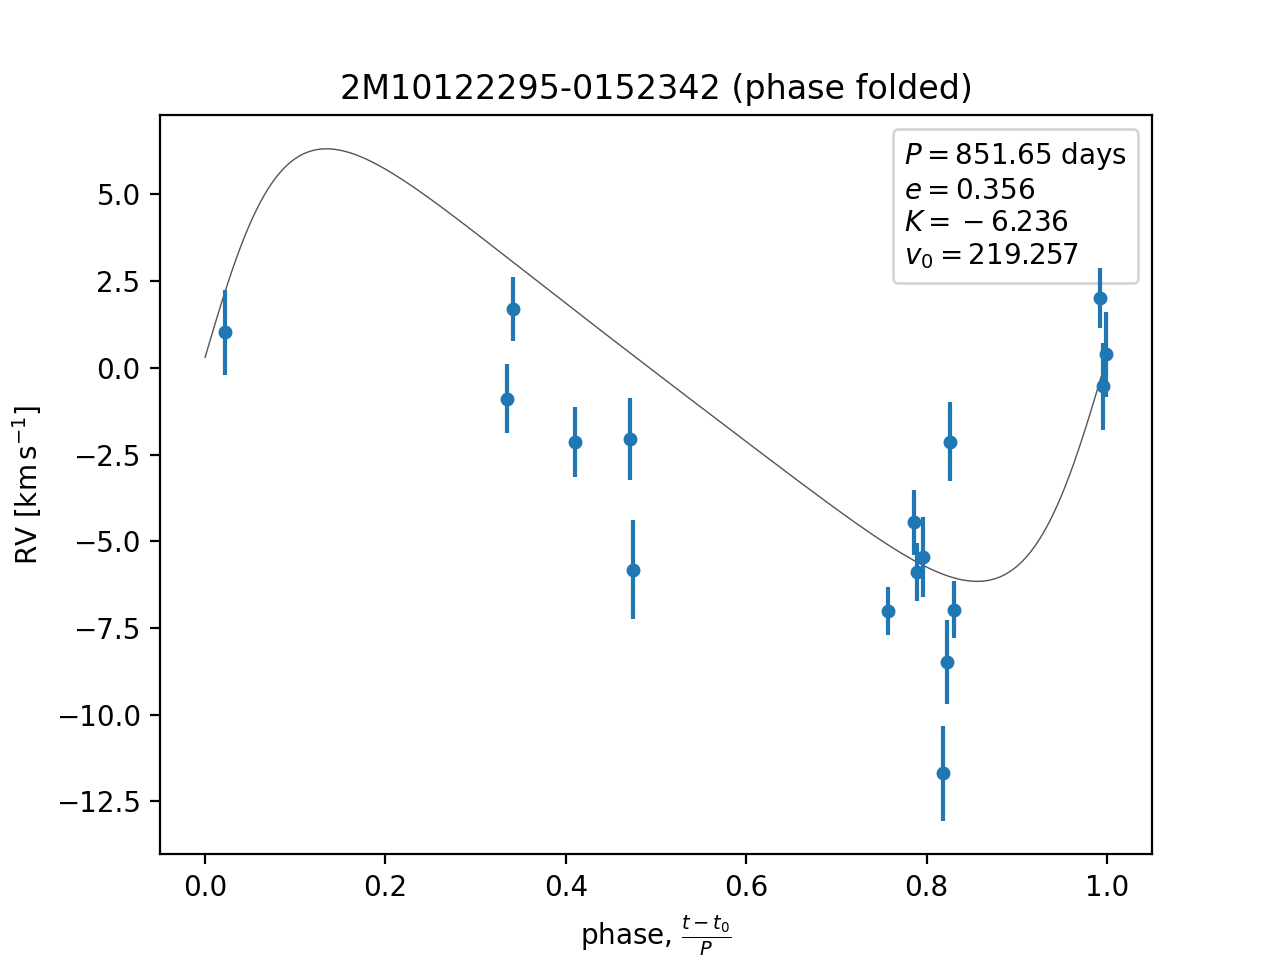 2M10122295-0152342 (phase folded)
P = 851.65 days
e = 0.356
K = −6.236
v₀ = 219.257
5.0
2.5
0.0
−2.5
−5.0
−7.5
−10.0
−12.5
RV [km s⁻¹]
0.0 0.2 0.4 0.6 0.8 1.0
phase, (t − t₀)/P